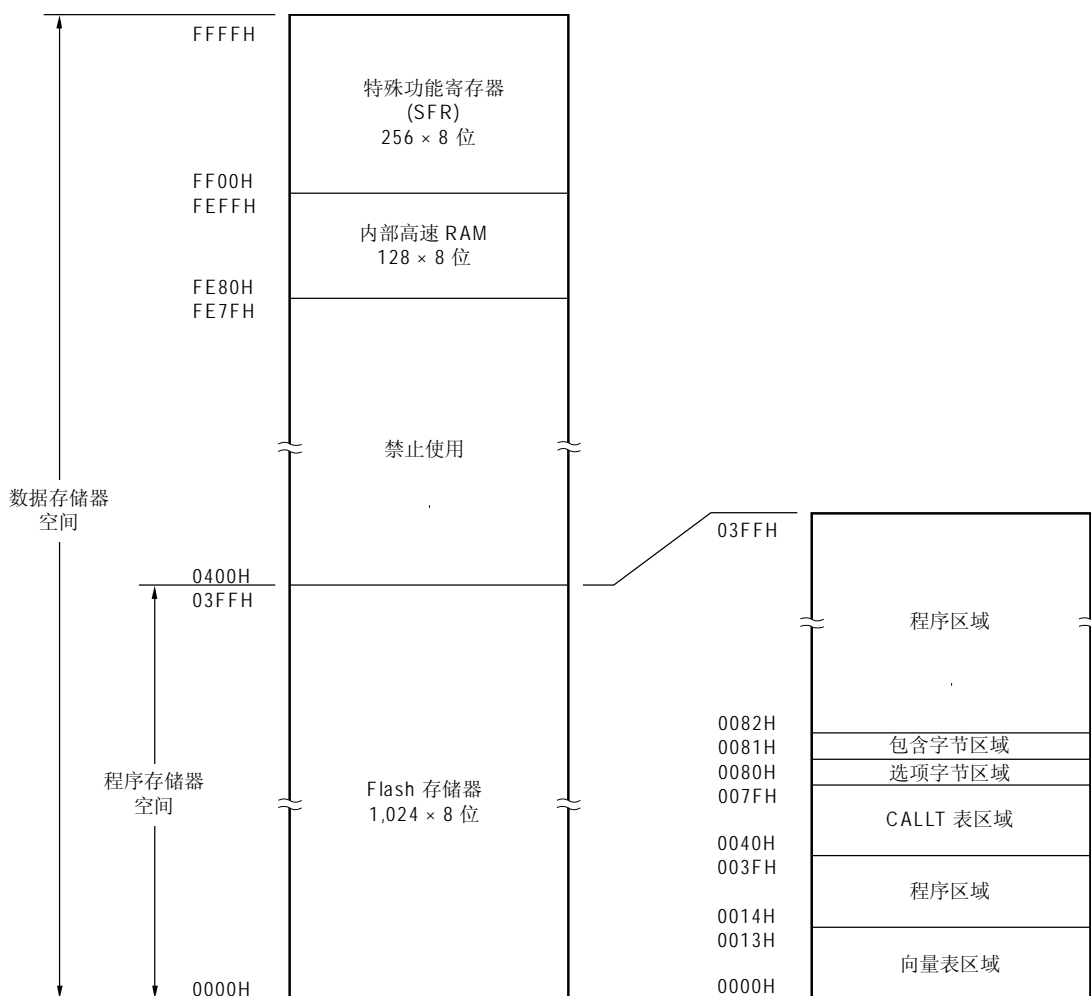 FFFFH
特殊功能寄存器
(SFR)
256 × 8 位
FF00H
FEFFH
内部高速 RAM
128 × 8 位
FE80H
FE7FH
禁止使用
数据存储器
空间
0400H
03FFH
程序存储器
空间
Flash 存储器
1,024 × 8 位
0000H
03FFH
程序区域
0082H
0081H
包含字节区域
0080H
选项字节区域
007FH
CALLT 表区域
0040H
003FH
程序区域
0014H
0013H
向量表区域
0000H